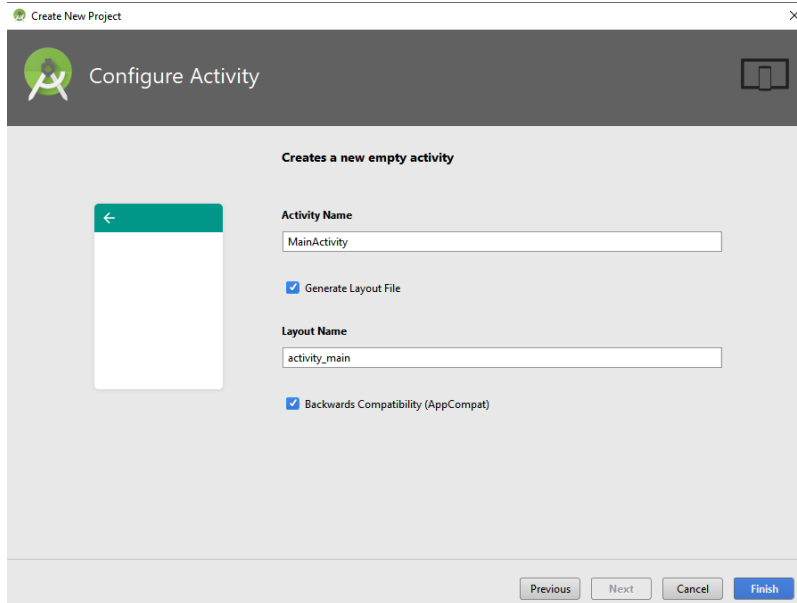 Create New Project
Configure Activity
Creates a new empty activity
Activity Name
MainActivity
Generate Layout File
Layout Name
activity_main
Backwards Compatibility (AppCompat)
Previous Next Cancel Finish